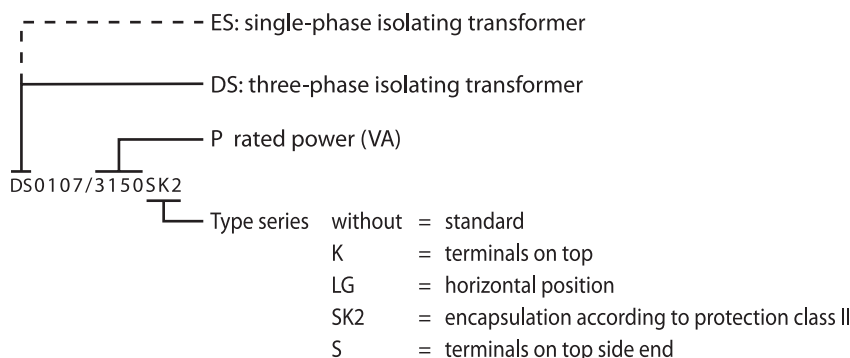 ES: single-phase isolating transformer
DS: three-phase isolating transformer
P rated power (VA)
DS0107/3150SK2
Type series without = standard
K = terminals on top
LG = horizontal position
SK2 = encapsulation according to protection class II
S = terminals on top side end